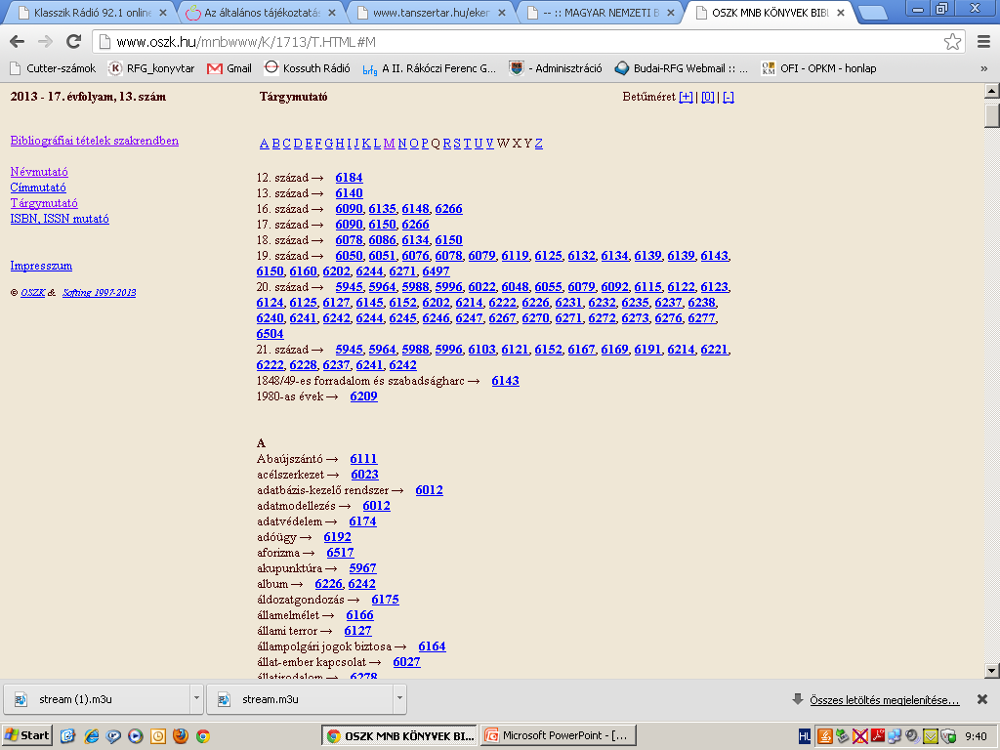 Klasszik Rádió 92.1 online
Az általános tájékoztatá
www.tanszertar.hu/eker
-- :: MAGYAR NEMZETI B
OSZK MNB KÖNYVEK BIBL
www.oszk.hu/mnbwww/K/1713/T.HTML#M
Cutter-számok
RFG_konyvtar
Gmail
Kossuth Rádió
brfg A II. Rákóczi Ferenc G...
- Adminisztráció
Budai-RFG Webmail :: ...
OFI - OPKM - honlap
»
2013 - 17. évfolyam, 13. szám
Tárgymutató
Betűméret [+] | [0] | [-]
Bibliográfiai tételek szakrendben
Névmutató
Címmutató
Tárgymutató
ISBN, ISSN mutató
Impresszum
© OSZK & Softing 1997-2013
A B C D E F G H I J K L M N O P Q R S T U V W X Y Z
12. század → 6184
13. század → 6140
16. század → 6090, 6135, 6148, 6266
17. század → 6090, 6150, 6266
18. század → 6078, 6086, 6134, 6150
19. század → 6050, 6051, 6076, 6078, 6079, 6119, 6125, 6132, 6134, 6139, 6139, 6143,
6150, 6160, 6202, 6244, 6271, 6497
20. század → 5945, 5964, 5988, 5996, 6022, 6048, 6055, 6079, 6092, 6115, 6122, 6123,
6124, 6125, 6127, 6145, 6152, 6202, 6214, 6222, 6226, 6231, 6232, 6235, 6237, 6238,
6240, 6241, 6242, 6244, 6245, 6246, 6247, 6267, 6270, 6271, 6272, 6273, 6276, 6277,
6504
21. század → 5945, 5964, 5988, 5996, 6103, 6121, 6152, 6167, 6169, 6191, 6214, 6221,
6222, 6228, 6237, 6241, 6242
1848/49-es forradalom és szabadságharc → 6143
1980-as évek → 6209
A
Abaújszántó → 6111
acélszerkezet → 6023
adatbázis-kezelő rendszer → 6012
adatmodellezés → 6012
adatvédelem → 6174
adóügy → 6192
aforizma → 6517
akupunktúra → 5967
album → 6226, 6242
áldozatgondozás → 6175
államelmélet → 6166
állami terror → 6127
állampolgári jogok biztosa → 6164
állat-ember kapcsolat → 6027
állatirodalom → 6278
stream (1).m3u
stream.m3u
Összes letöltés megjelenítése...
Start
OSZK MNB KÖNYVEK BI...
Microsoft PowerPoint - [...
HU
9:40